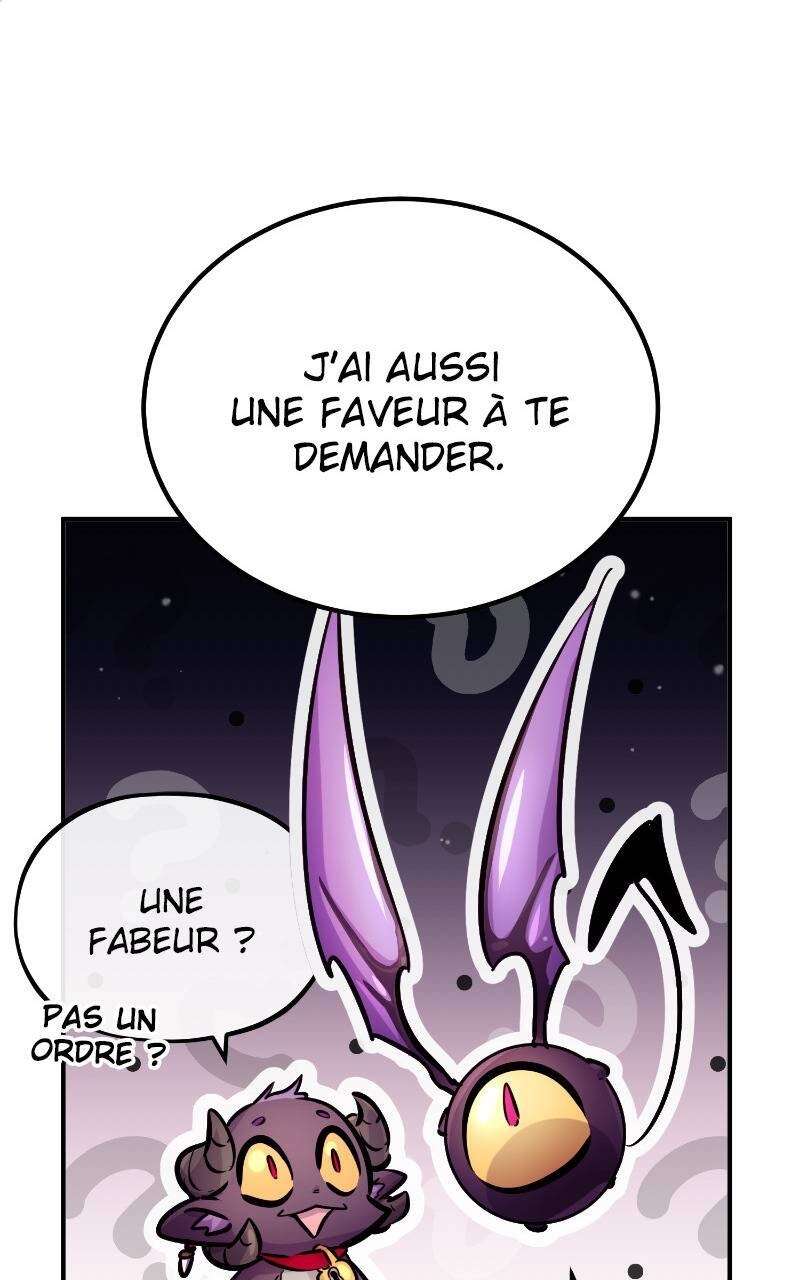 J'AI AUSSI
UNE FAVEUR À TE
DEMANDER.
UNE
FABEUR ?
PAS UN
ORDRE ?